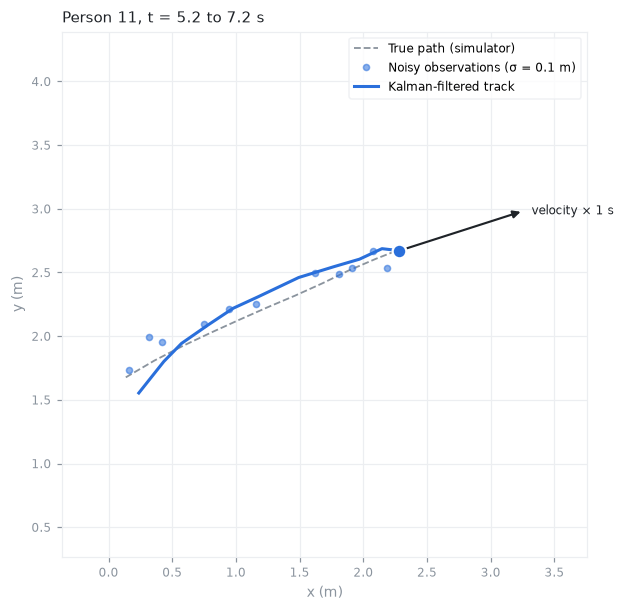 Person 11, t = 5.2 to 7.2 s
True path (simulator)
Noisy observations (σ = 0.1 m)
Kalman-filtered track
velocity × 1 s
y (m)
4.0
3.5
3.0
2.5
2.0
1.5
1.0
0.5
0.0 0.5 1.0 1.5 2.0 2.5 3.0 3.5
x (m)